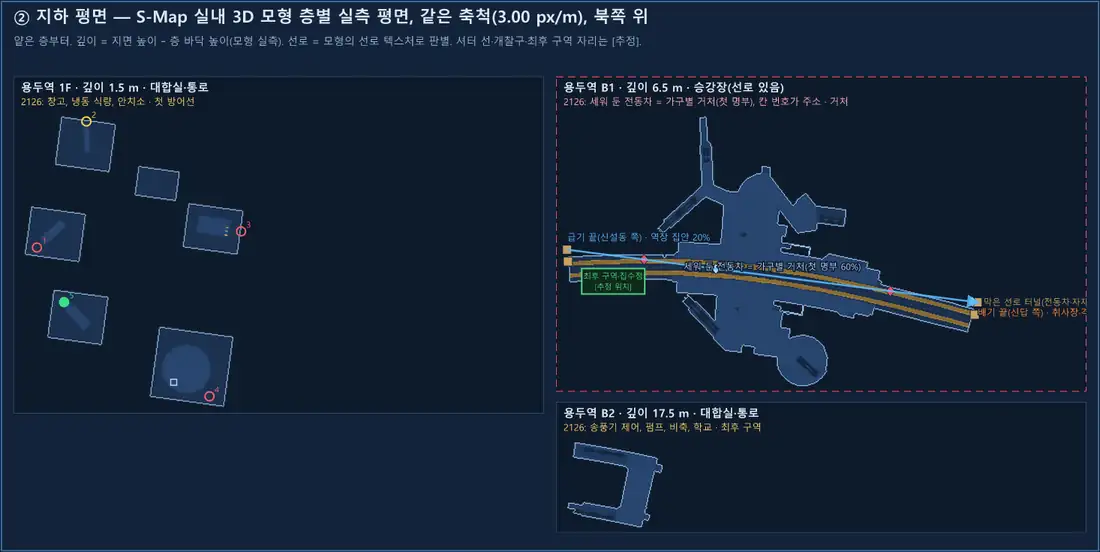 ② 지하 평면 — S-Map 실내 3D 모형 층별 실측 평면, 같은 축척(3.00 px/m), 북쪽 위
얕은 층부터. 깊이 = 지면 높이 − 층 바닥 높이(모형 실측). 선로 = 모형의 선로 텍스처로 판별. 셔터 선·개찰구·최후 구역 자리는 [추정].
용두역 1F · 깊이 1.5 m · 대합실·통로
2126: 창고, 냉동 식량, 안치소 · 첫 방어선
2
3
1
5
4
용두역 B1 · 깊이 6.5 m · 승강장(선로 있음)
2126: 세워 둔 전동차 = 가구별 거처(첫 명부), 칸 번호가 주소 · 거처
급기 끝(신설동 쪽) · 역장 집안 20%
세워 둔 전동차 = 가구별 거처(첫 명부 60%)
최후 구역·집수정
[추정 위치]
막은 선로 터널(전동차·자재
배기 끝(신답 쪽) · 취사장·
용두역 B2 · 깊이 17.5 m · 대합실·통로
2126: 송풍기 제어, 펌프, 비축, 학교 · 최후 구역